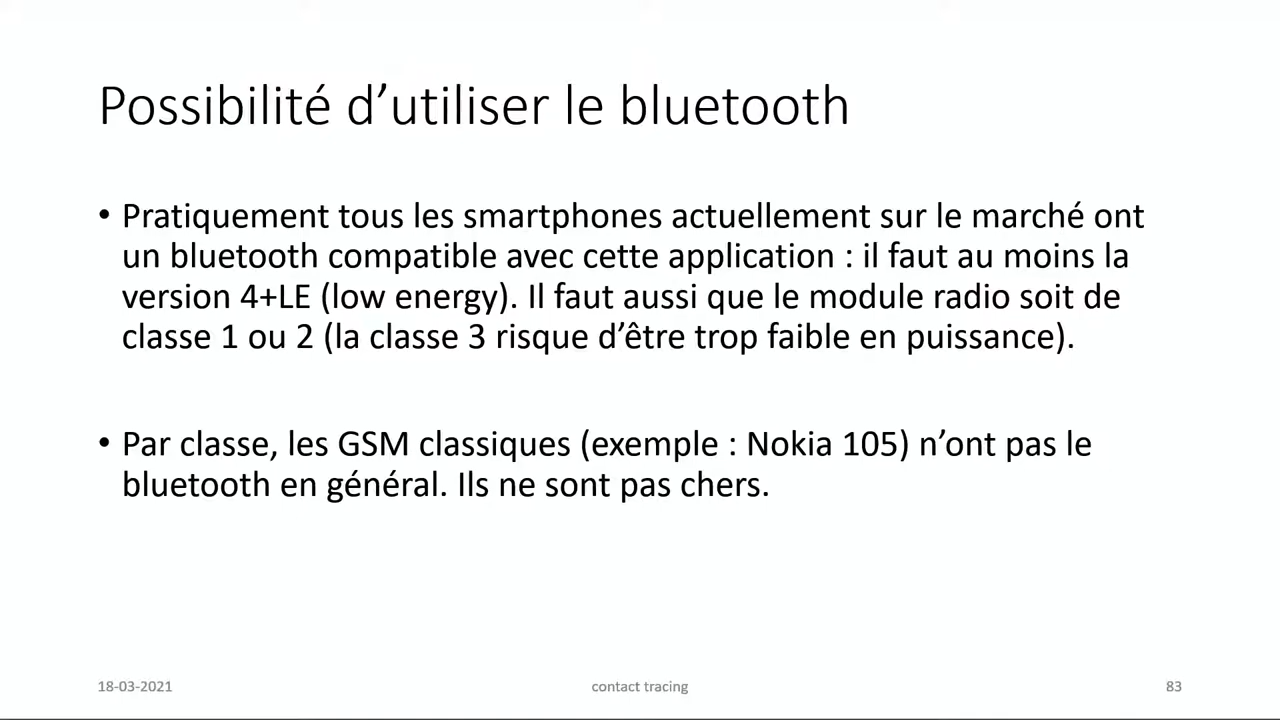 Possibilité d’utiliser le bluetooth
• Pratiquement tous les smartphones actuellement sur le marché ont
un bluetooth compatible avec cette application : il faut au moins la
version 4+LE (low energy). Il faut aussi que le module radio soit de
classe 1 ou 2 (la classe 3 risque d’être trop faible en puissance).
• Par classe, les GSM classiques (exemple : Nokia 105) n’ont pas le
bluetooth en général. Ils ne sont pas chers.
18-03-2021 contact tracing 83